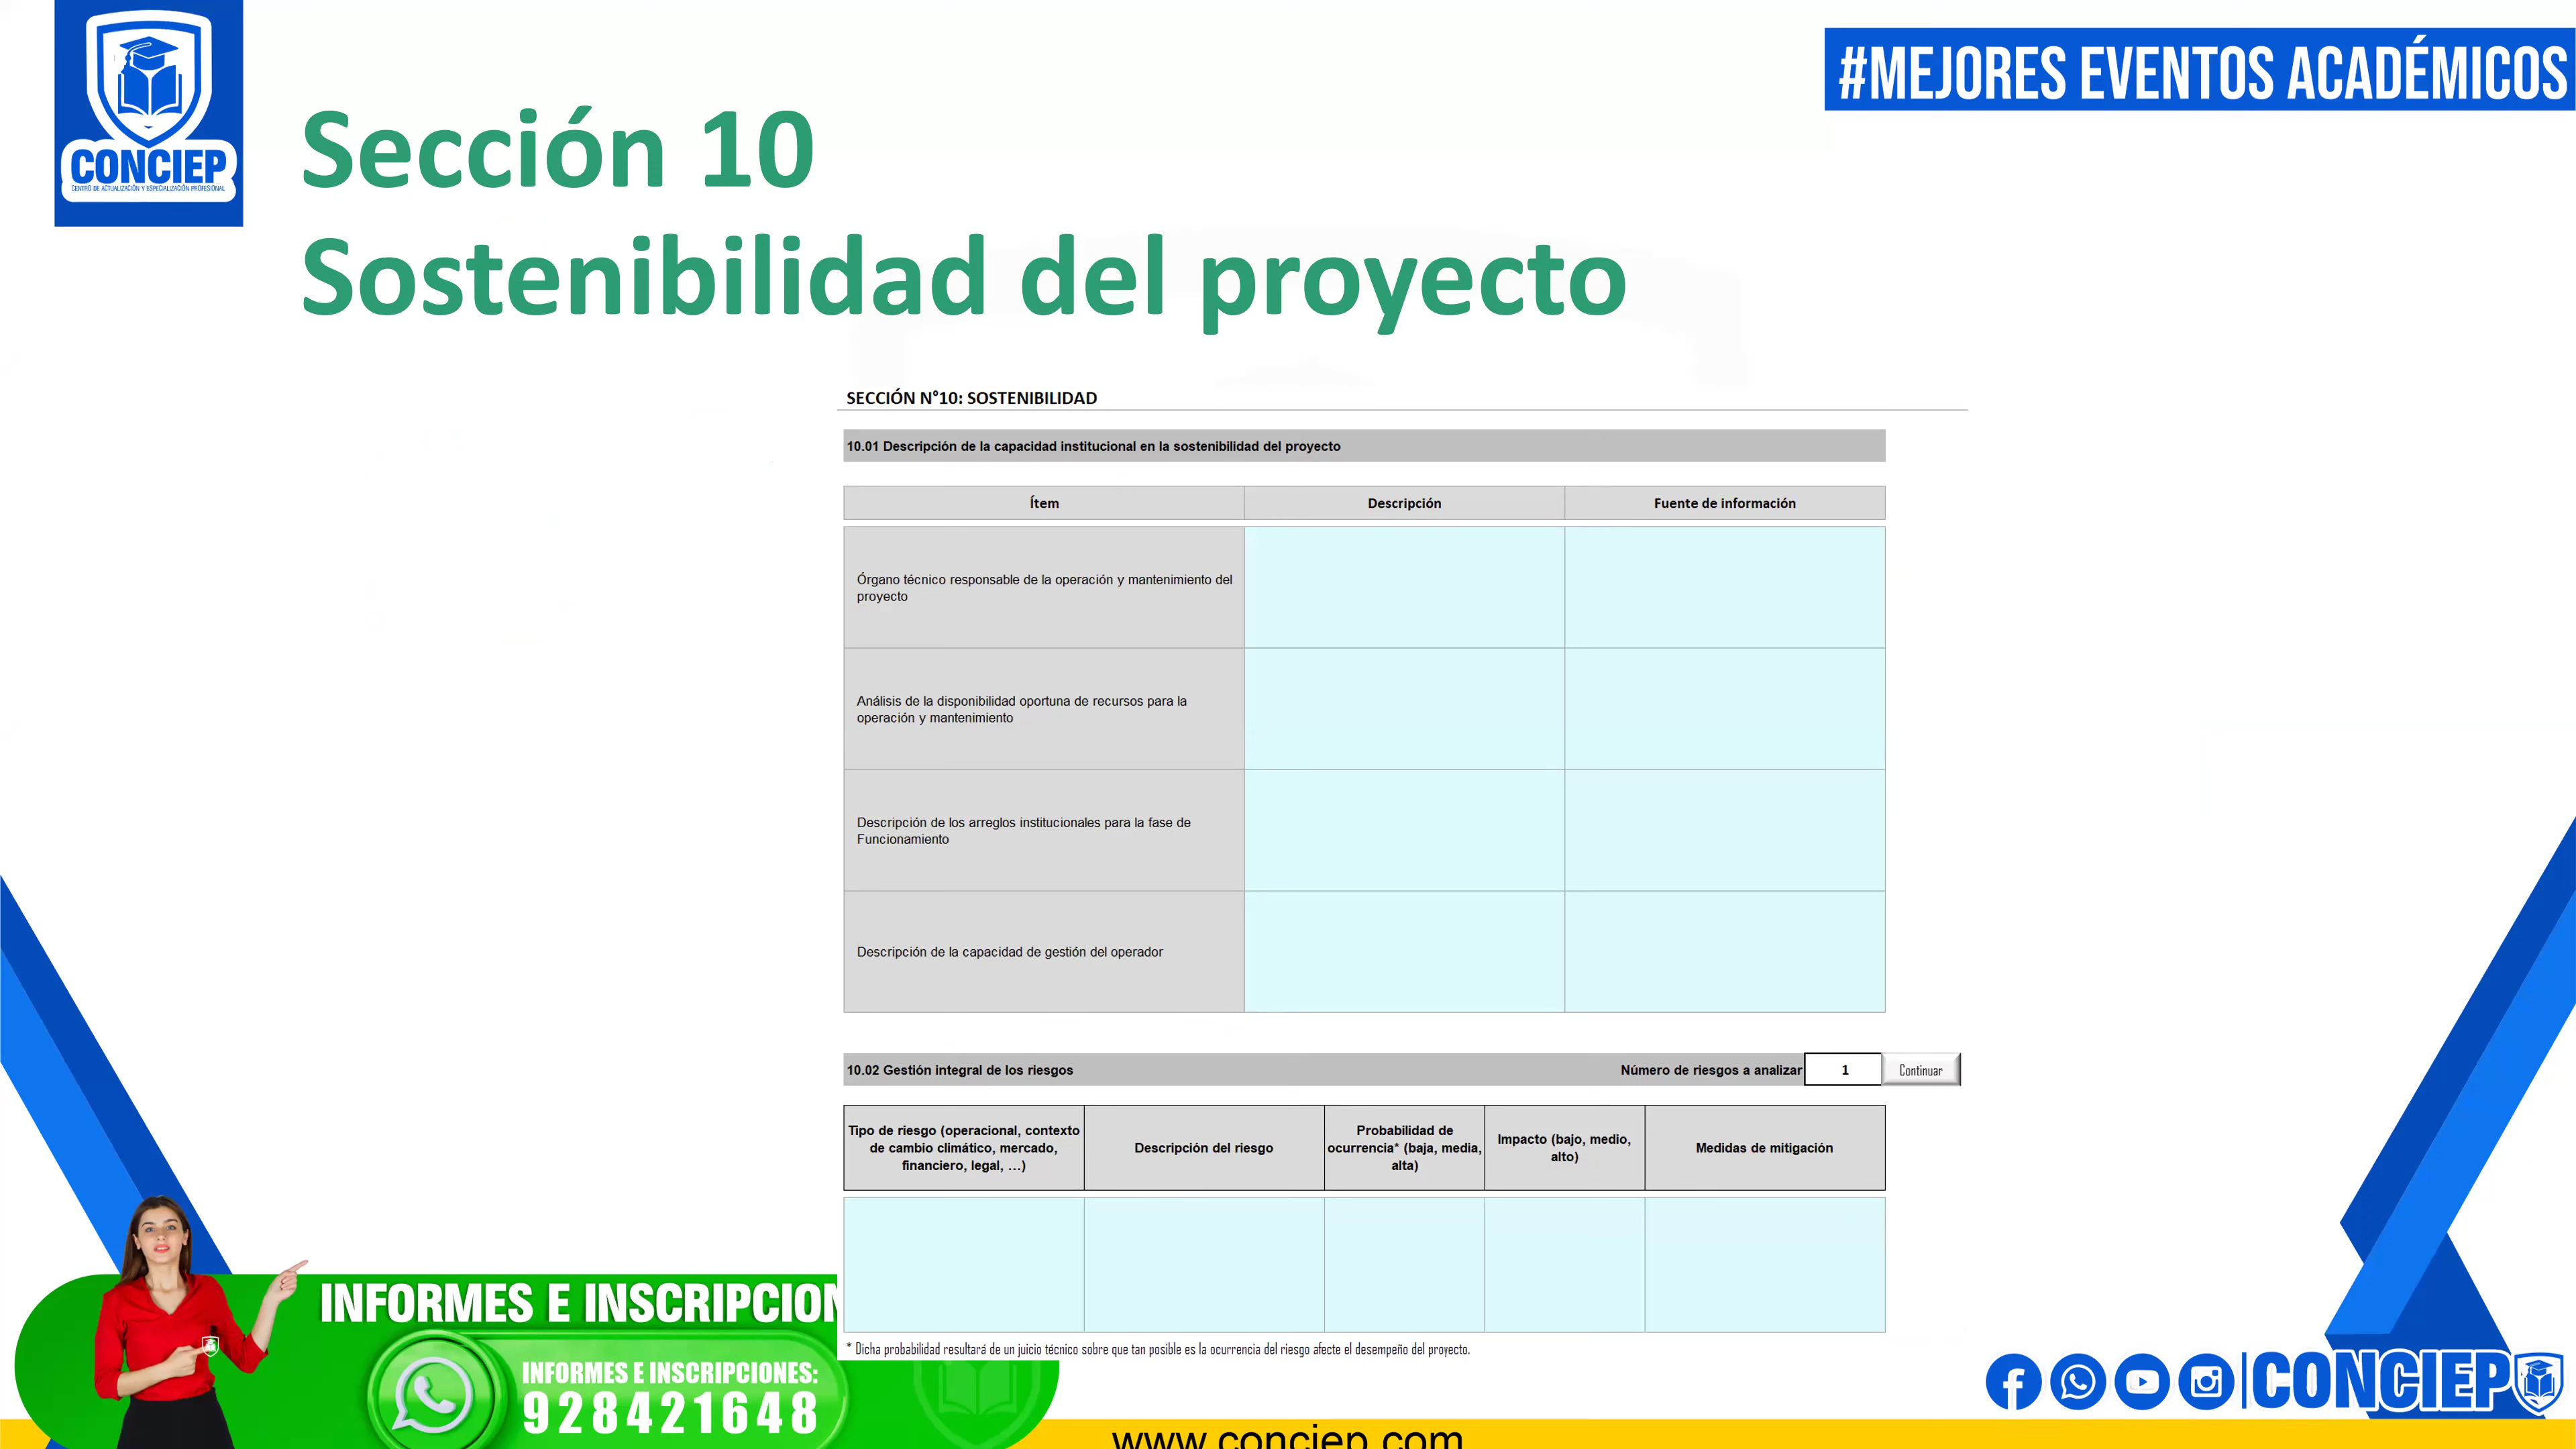 CONCIEP
CENTRO DE ACTUALIZACIÓN Y ESPECIALIZACIÓN PROFESIONAL
#MEJORES EVENTOS ACADÉMICOS
Sección 10
Sostenibilidad del proyecto
SECCIÓN N°10: SOSTENIBILIDAD
10.01 Descripción de la capacidad institucional en la sostenibilidad del proyecto
Ítem
Descripción
Fuente de información
Órgano técnico responsable de la operación y mantenimiento del
proyecto
Análisis de la disponibilidad oportuna de recursos para la
operación y mantenimiento
Descripción de los arreglos institucionales para la fase de
Funcionamiento
Descripción de la capacidad de gestión del operador
10.02 Gestión integral de los riesgos
Número de riesgos a analizar
1
Continuar
Tipo de riesgo (operacional, contexto
de cambio climático, mercado,
financiero, legal, …)
Descripción del riesgo
Probabilidad de
ocurrencia* (baja, media,
alta)
Impacto (bajo, medio,
alto)
Medidas de mitigación
* Dicha probabilidad resultará de un juicio técnico sobre que tan posible es la ocurrencia del riesgo afecte el desempeño del proyecto.
INFORMES E INSCRIPCION
INFORMES E INSCRIPCIONES:
928421648
CONCIEP
www.conciep.com